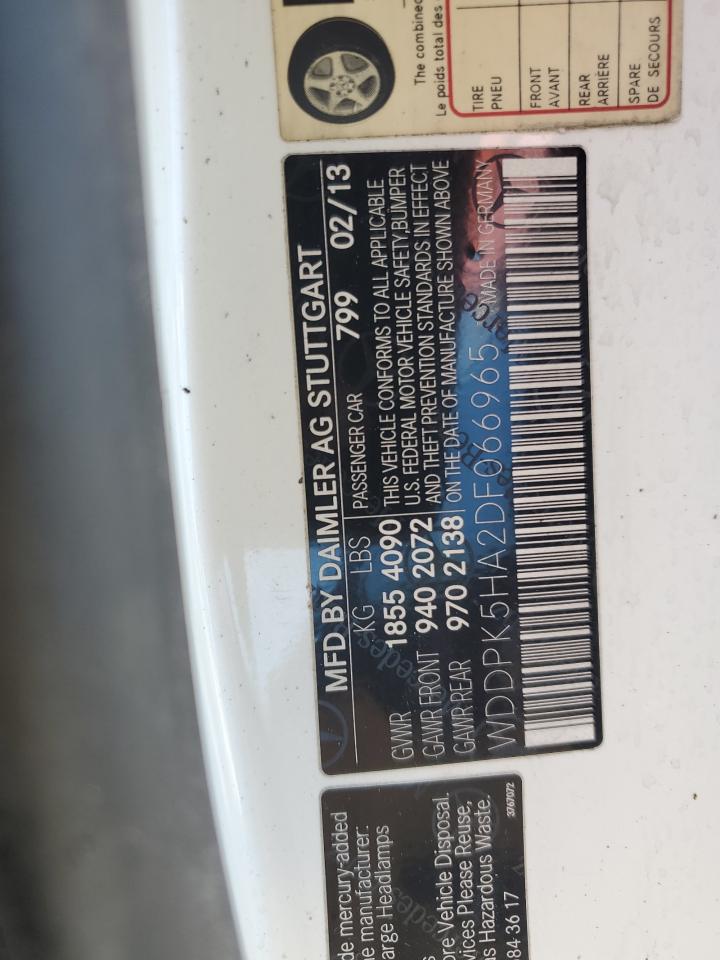 MFD BY DAIMLER AG STUTTGART
KG LBS PASSENGER CAR 799 02/13
GVWR 1855 4090 THIS VEHICLE CONFORMS TO ALL APPLICABLE
GAWR FRONT 940 2072 U.S. FEDERAL MOTOR VEHICLE SAFETY, BUMPER
GAWR REAR 970 2138 AND THEFT PREVENTION STANDARDS IN EFFECT
ON THE DATE OF MANUFACTURE SHOWN ABOVE
WDDPK5HA2DF066965 MADE IN GERMANY
The combined
Le poids total des
TIRE
PNEU
FRONT
AVANT
REAR
ARRIÈRE
SPARE
DE SECOURS
de mercury-added
e manufacturer:
arge Headlamps
ore Vehicle Disposal.
vices Please Reuse,
as Hazardous Waste.
84 36 17
3767072